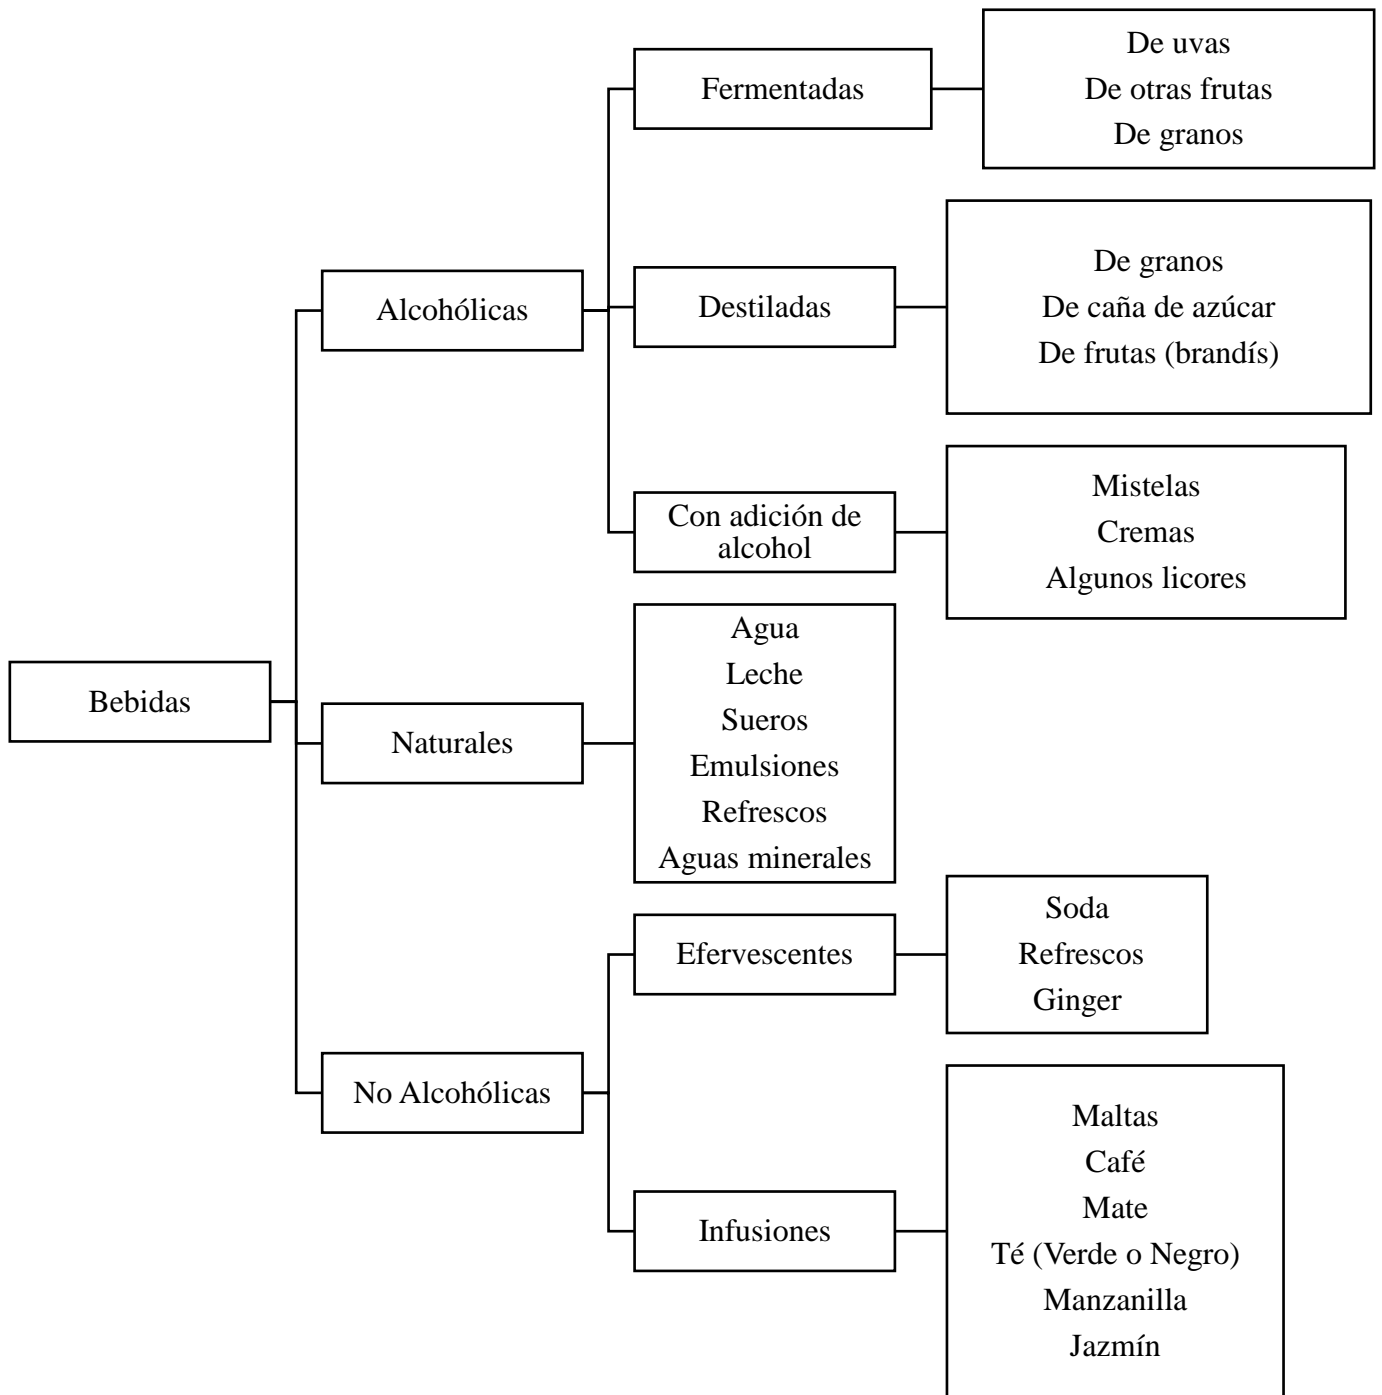 Bebidas
Alcohólicas
Fermentadas
De uvas
De otras frutas
De granos
Destiladas
De granos
De caña de azúcar
De frutas (brandís)
Con adición de
alcohol
Mistelas
Cremas
Algunos licores
Naturales
Agua
Leche
Sueros
Emulsiones
Refrescos
Aguas minerales
No Alcohólicas
Efervescentes
Soda
Refrescos
Ginger
Infusiones
Maltas
Café
Mate
Té (Verde o Negro)
Manzanilla
Jazmín